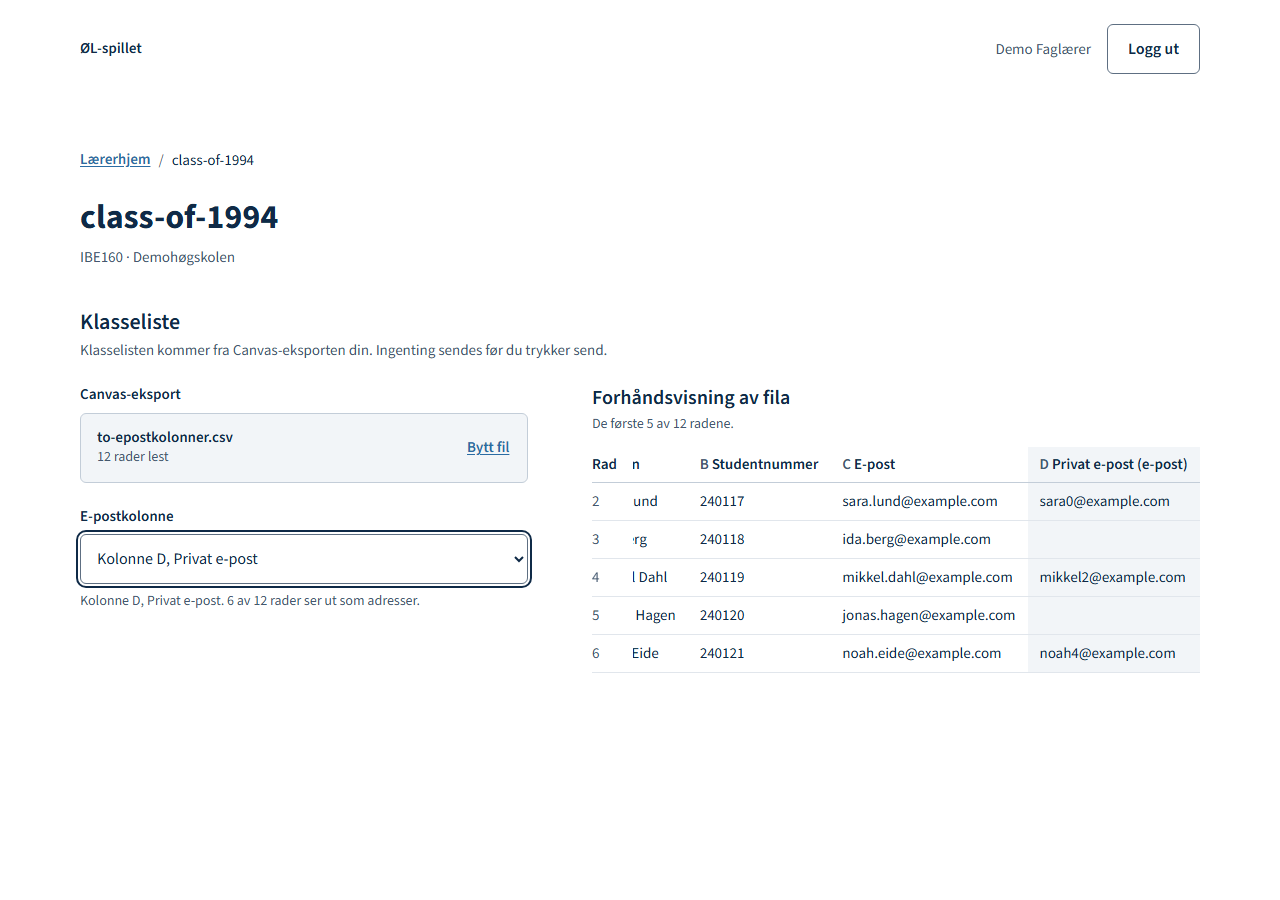 ØL-spillet
Demo Faglærer
Logg ut
Lærerhjem / class-of-1994
class-of-1994
IBE160 · Demohøgskolen
Klasseliste
Klasselisten kommer fra Canvas-eksporten din. Ingenting sendes før du trykker send.
Canvas-eksport
to-epostkolonner.csv
12 rader lest
Bytt fil
E-postkolonne
Kolonne D, Privat e-post
Kolonne D, Privat e-post. 6 av 12 rader ser ut som adresser.
Forhåndsvisning av fila
De første 5 av 12 radene.
Rad n B Studentnummer C E-post D Privat e-post (e-post)
2 und 240117 sara.lund@example.com sara0@example.com
3 rg 240118 ida.berg@example.com
4 l Dahl 240119 mikkel.dahl@example.com mikkel2@example.com
5 Hagen 240120 jonas.hagen@example.com
6 Eide 240121 noah.eide@example.com noah4@example.com